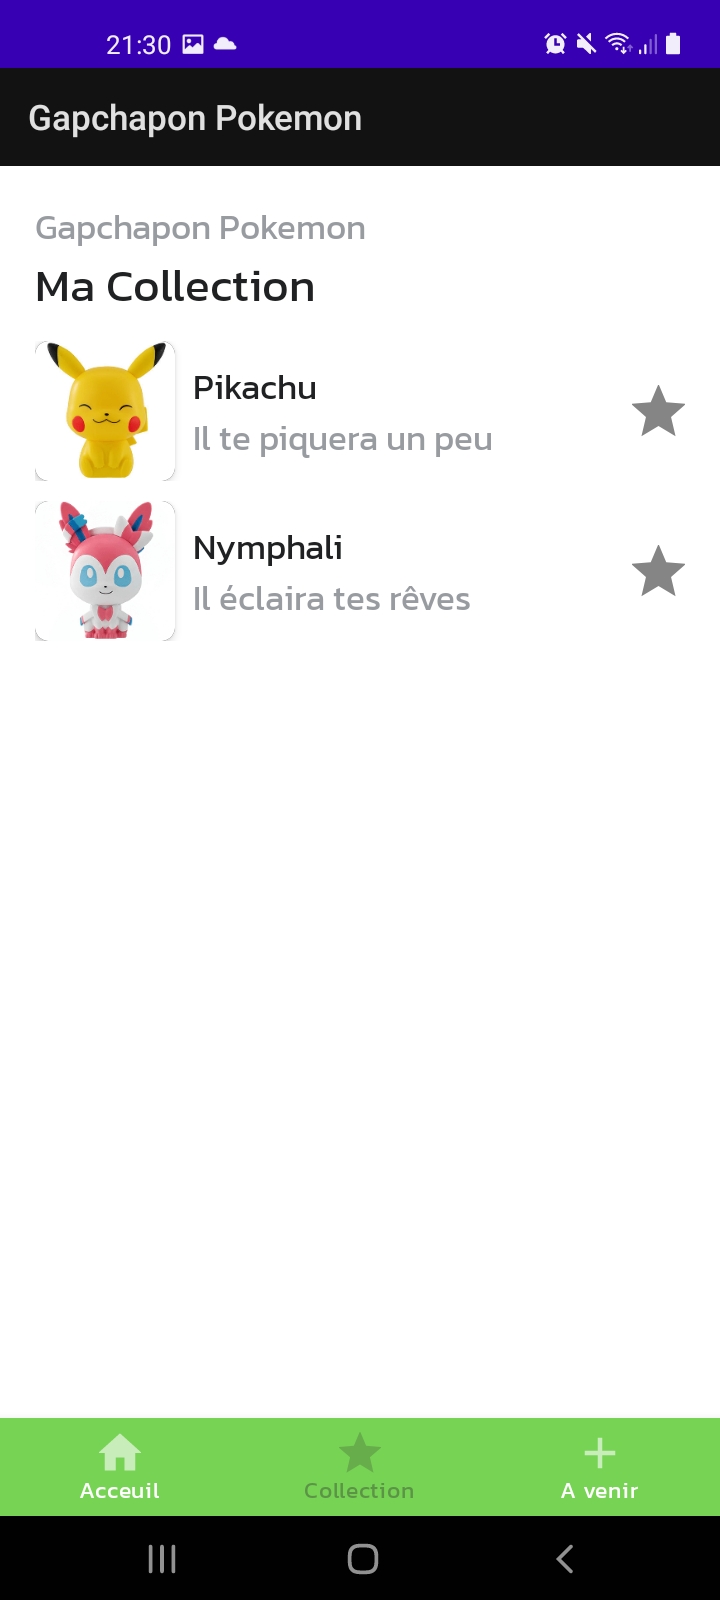 21:30
Gapchapon Pokemon
Gapchapon Pokemon
Ma Collection
Pikachu
Il te piquera un peu
Nymphali
Il éclaira tes rêves
Acceuil
Collection
A venir